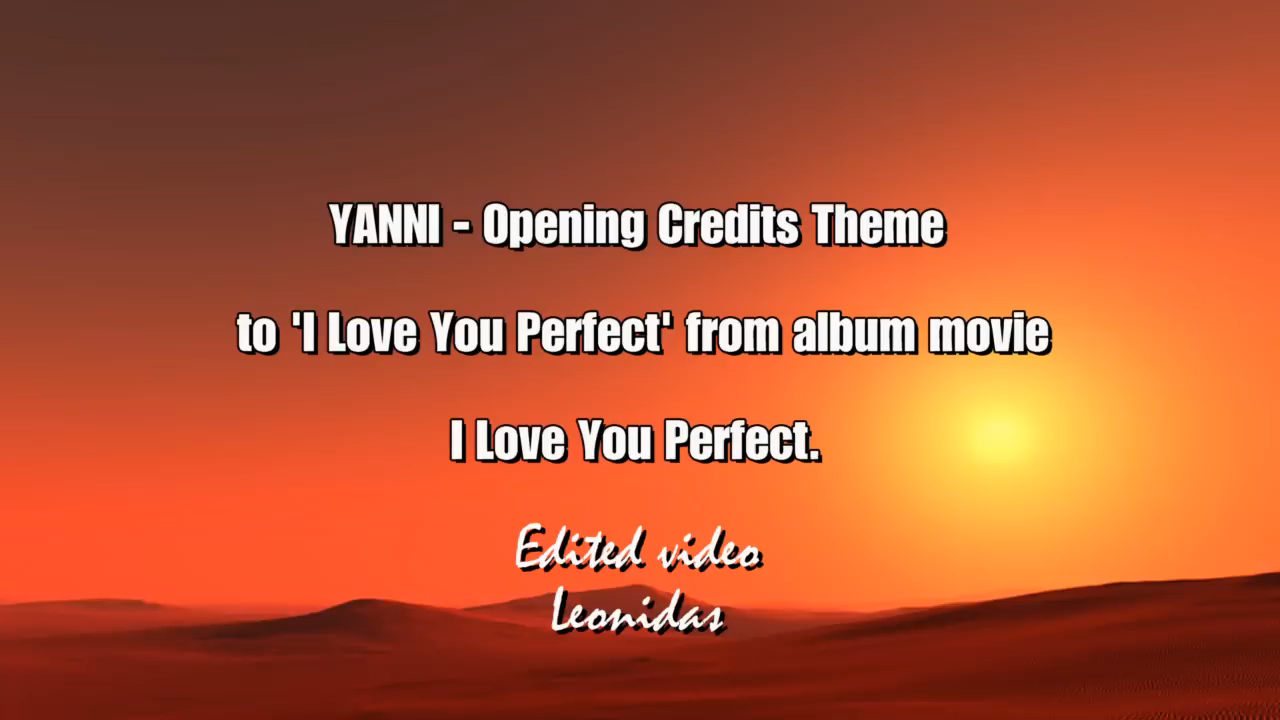 YANNI - Opening Credits Theme
to 'I Love You Perfect' from album movie
I Love You Perfect.
Edited video
Leonidas